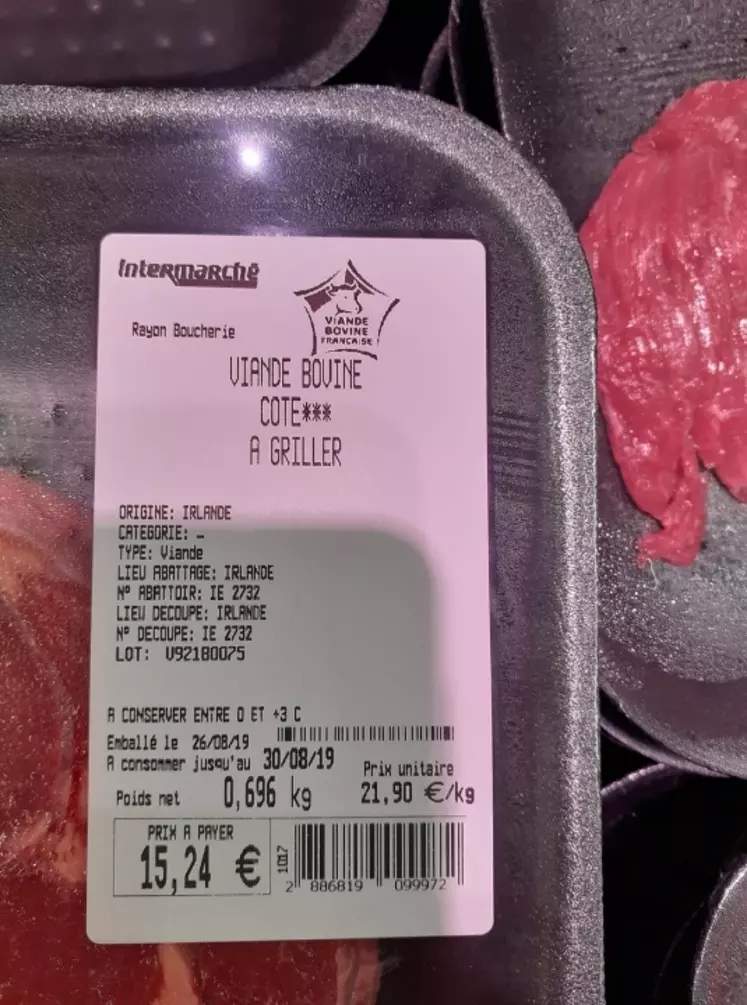 Intermarché
VIANDE
BOVINE
FRANÇAISE
Rayon Boucherie
VIANDE BOVINE
COTE***
A GRILLER
ORIGINE: IRLANDE
CATEGORIE: -
TYPE: Viande
LIEU ABATTAGE: IRLANDE
N° ABATTOIR: IE 2732
LIEU DECOUPE: IRLANDE
N° DECOUPE: IE 2732
LOT: U92180075
A CONSERVER ENTRE 0 ET +3 C
Emballé le 26/08/19
A consommer jusqu'au 30/08/19
Prix unitaire
Poids net 0,696 kg 21,90 €/kg
PRIX A PAYER
15,24 €
1017
2 886819 099972